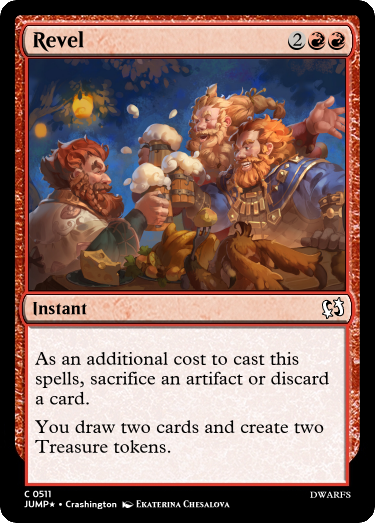 Revel 2
Instant
As an additional cost to cast this
spells, sacrifice an artifact or discard
a card.
You draw two cards and create two
Treasure tokens.
C 0511 DWARFS
JUMP★ • Crashington Ekaterina Chesalova